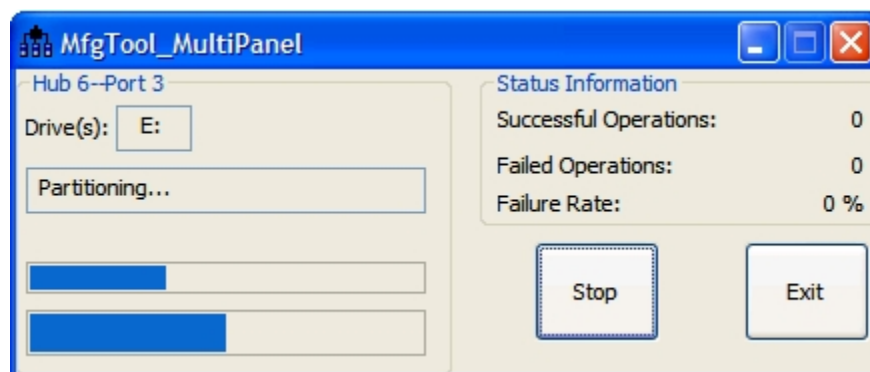 MfgTool_MultiPanel
Hub 6--Port 3
Drive(s): E:
Partitioning...
Status Information
Successful Operations: 0
Failed Operations: 0
Failure Rate: 0 %
Stop Exit